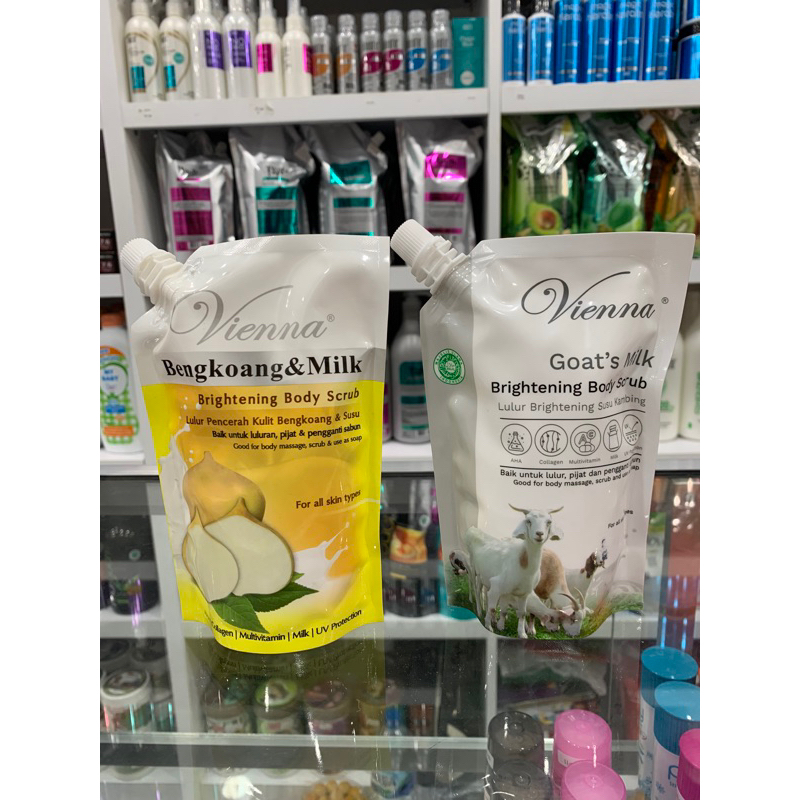 Vienna®
Bengkoang&Milk
Brightening Body Scrub
Lulur Pencerah Kulit Bengkoang & Susu
Baik untuk luluran, pijat & pengganti sabun
Good for body massage, scrub & use as soap
For all skin types
Collagen | Multivitamin | Milk | UV Protection
Vienna®
Goat's Milk
Brightening Body Scrub
Lulur Brightening Susu Kambing
AHA Collagen Multivitamin
Baik untuk lulur, pijat dan pengganti
Good for body massage, scrub and
For all